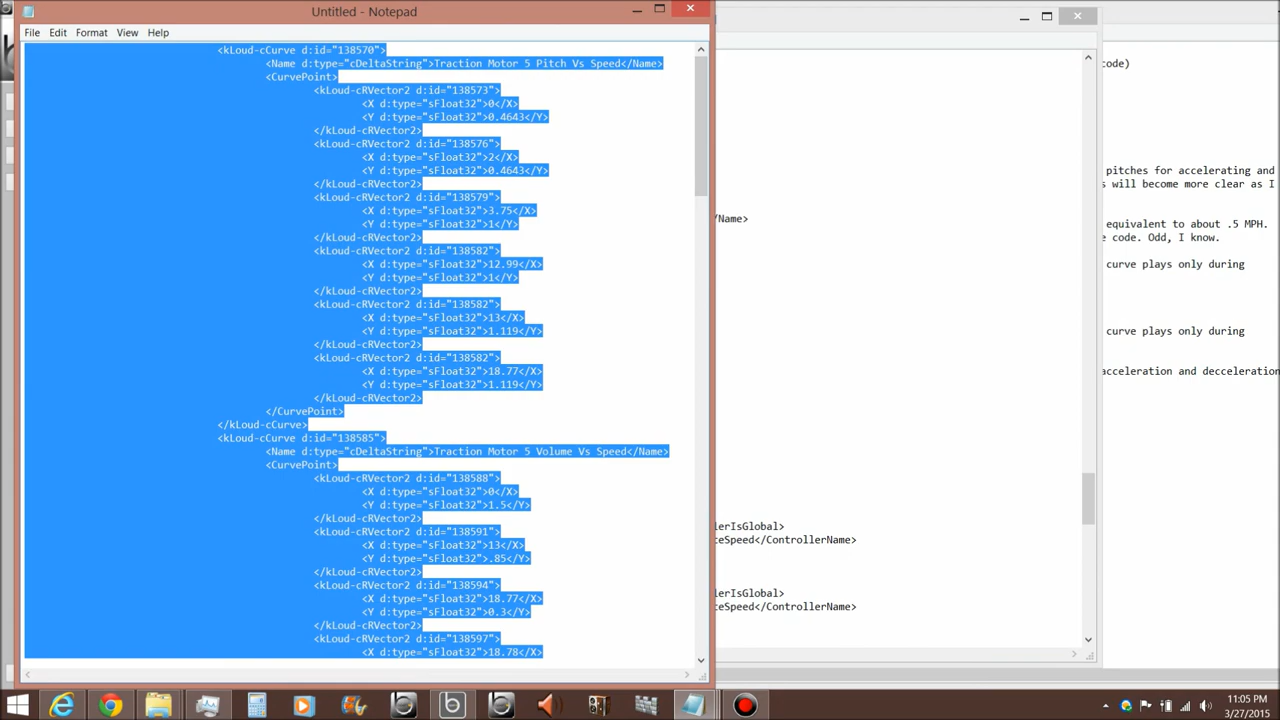 Untitled - Notepad
File Edit Format View Help
<kLoud-cCurve d:id="138570">
<Name d:type="cDeltaString">Traction Motor 5 Pitch Vs Speed</Name>
<CurvePoint>
<kLoud-cRVector2 d:id="138573">
<X d:type="sFloat32">0</X>
<Y d:type="sFloat32">0.4643</Y>
</kLoud-cRVector2>
<kLoud-cRVector2 d:id="138576">
<X d:type="sFloat32">2</X>
<Y d:type="sFloat32">0.4643</Y>
</kLoud-cRVector2>
<kLoud-cRVector2 d:id="138579">
<X d:type="sFloat32">3.75</X>
<Y d:type="sFloat32">1</Y>
</kLoud-cRVector2>
<kLoud-cRVector2 d:id="138582">
<X d:type="sFloat32">12.99</X>
<Y d:type="sFloat32">1</Y>
</kLoud-cRVector2>
<kLoud-cRVector2 d:id="138582">
<X d:type="sFloat32">13</X>
<Y d:type="sFloat32">1.119</Y>
</kLoud-cRVector2>
<kLoud-cRVector2 d:id="138582">
<X d:type="sFloat32">18.77</X>
<Y d:type="sFloat32">1.119</Y>
</kLoud-cRVector2>
</CurvePoint>
</kLoud-cCurve>
<kLoud-cCurve d:id="138585">
<Name d:type="cDeltaString">Traction Motor 5 Volume Vs Speed</Name>
<CurvePoint>
<kLoud-cRVector2 d:id="138588">
<X d:type="sFloat32">0</X>
<Y d:type="sFloat32">1.5</Y>
</kLoud-cRVector2>
<kLoud-cRVector2 d:id="138591">
<X d:type="sFloat32">13</X>
<Y d:type="sFloat32">.85</Y>
</kLoud-cRVector2>
<kLoud-cRVector2 d:id="138594">
<X d:type="sFloat32">18.77</X>
<Y d:type="sFloat32">0.3</Y>
</kLoud-cRVector2>
<kLoud-cRVector2 d:id="138597">
<X d:type="sFloat32">18.78</X>
/Name>
lerIsGlobal>
ceSpeed</ControllerName>
lerIsGlobal>
ceSpeed</ControllerName>
code)
pitches for accelerating and
s will become more clear as I
equivalent to about .5 MPH.
e code. Odd, I know.
curve plays only during
curve plays only during
acceleration and decceleration
11:05 PM
3/27/2015